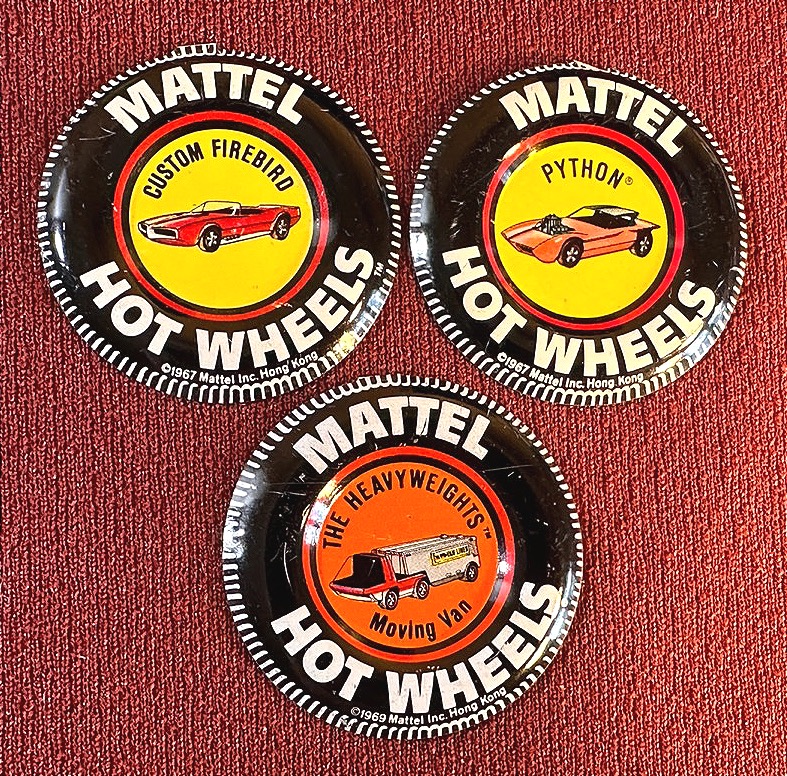 MATTEL
CUSTOM FIREBIRD
HOT WHEELS™
©1967 Mattel Inc. Hong Kong
MATTEL
PYTHON®
HOT WHEELS
©1967 Mattel Inc. Hong Kong
MATTEL
THE HEAVYWEIGHTS™
Moving Van
HOT WHEELS
©1969 Mattel Inc. Hong Kong